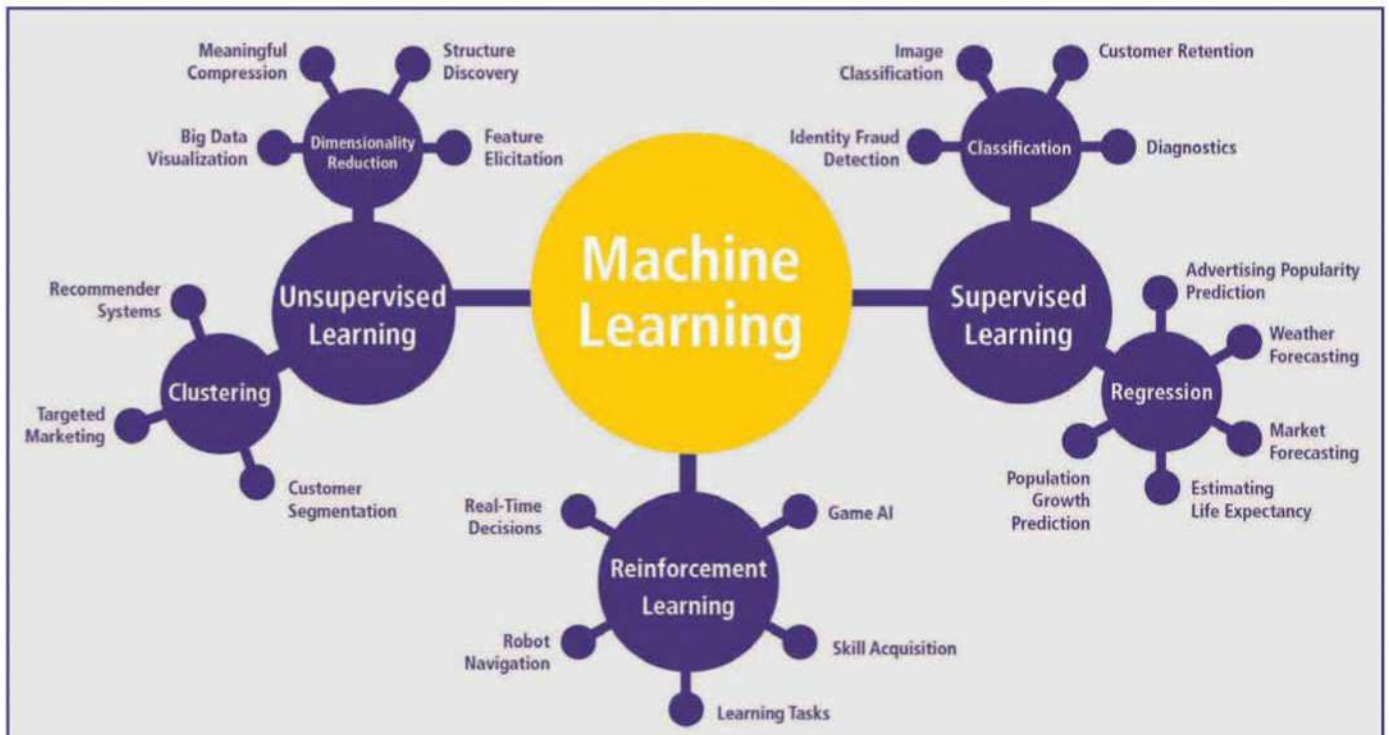 Meaningful
Compression
Structure
Discovery
Big Data
Visualization
Dimensionality
Reduction
Feature
Elicitation
Image
Classification
Customer Retention
Identity Fraud
Detection
Classification
Diagnostics
Machine
Learning
Unsupervised
Learning
Recommender
Systems
Clustering
Targeted
Marketing
Customer
Segmentation
Supervised
Learning
Advertising Popularity
Prediction
Weather
Forecasting
Regression
Market
Forecasting
Population
Growth
Prediction
Estimating
Life Expectancy
Real-Time
Decisions
Game AI
Reinforcement
Learning
Robot
Navigation
Skill Acquisition
Learning Tasks